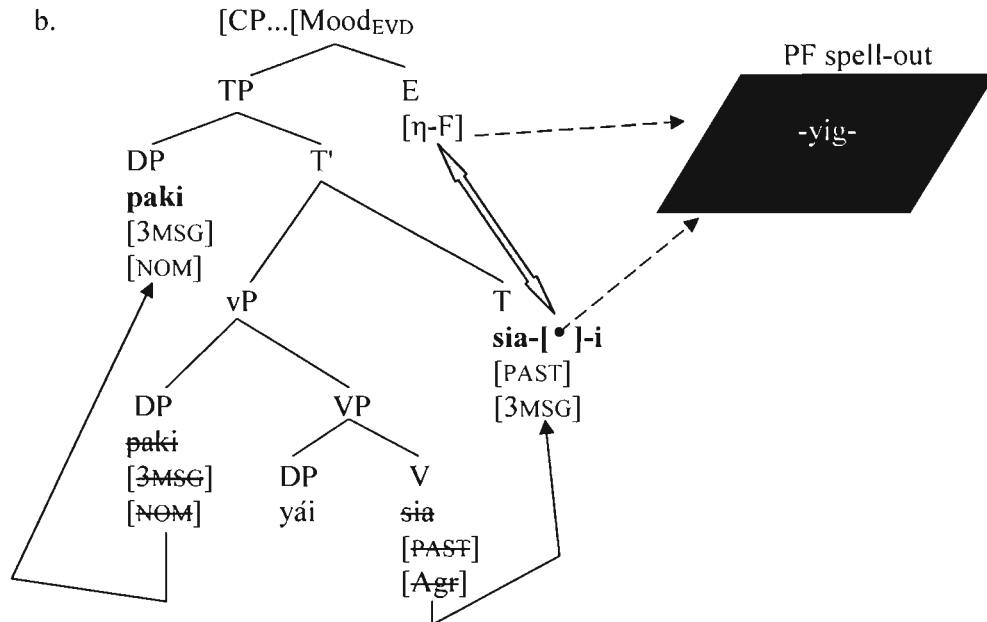 b. [CP...[Mood_EVD
PF spell-out
TP E
[η-F]
-yig-
DP T'
paki
[3MSG]
[NOM]
vP T
sia-[ • ]-i
[PAST]
[3MSG]
DP VP
paki
[3MSG] DP V
[NOM] yái sia
[PAST]
[Agr]